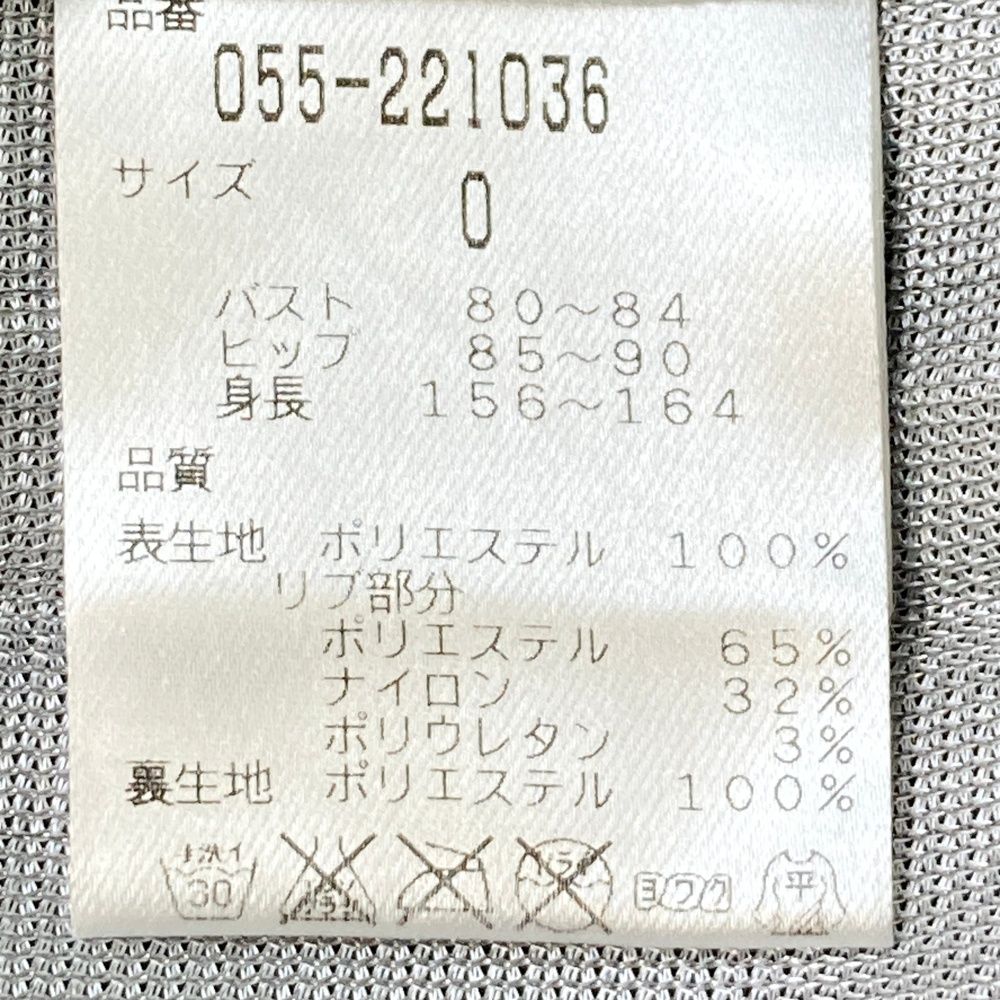 品番
055-221036
サイズ 0
バスト 80~84
ヒップ 85~90
身長 156~164
品質
表生地 ポリエステル 100%
リブ部分
ポリエステル 65%
ナイロン 32%
ポリウレタン 3%
裏生地 ポリエステル 100%
手洗イ
30
ヨワク
平